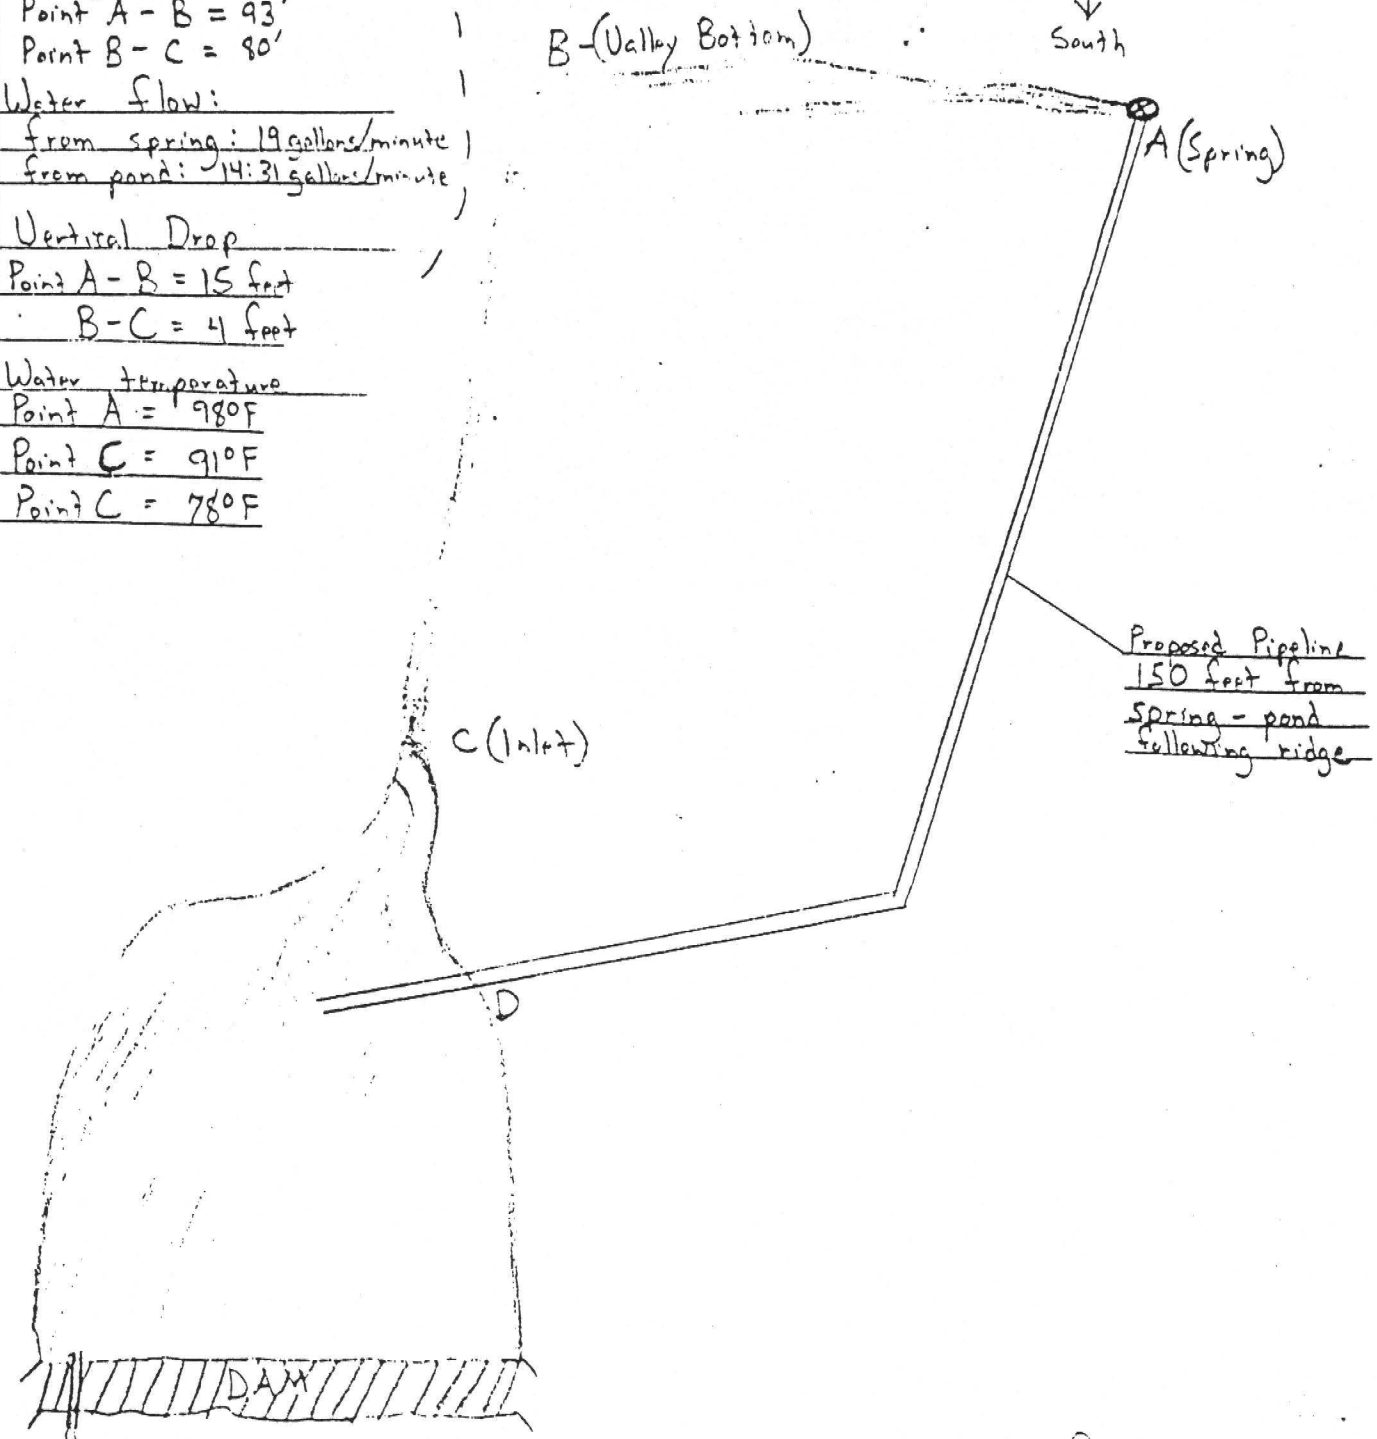 Point A - B = 93'
Point B - C = 80'
Water flow:
from spring: 19 gallons/minute
from pond: 14:31 gallons/minute
Vertical Drop
Point A - B = 15 feet
B - C = 4 feet
Water temperature
Point A = 98°F
Point C = 91°F
Point C = 78°F
B-(Valley Bottom)
South
A (Spring)
Proposed Pipeline
150 feet from
spring - pond
following ridge
C (Inlet)
D
DAM